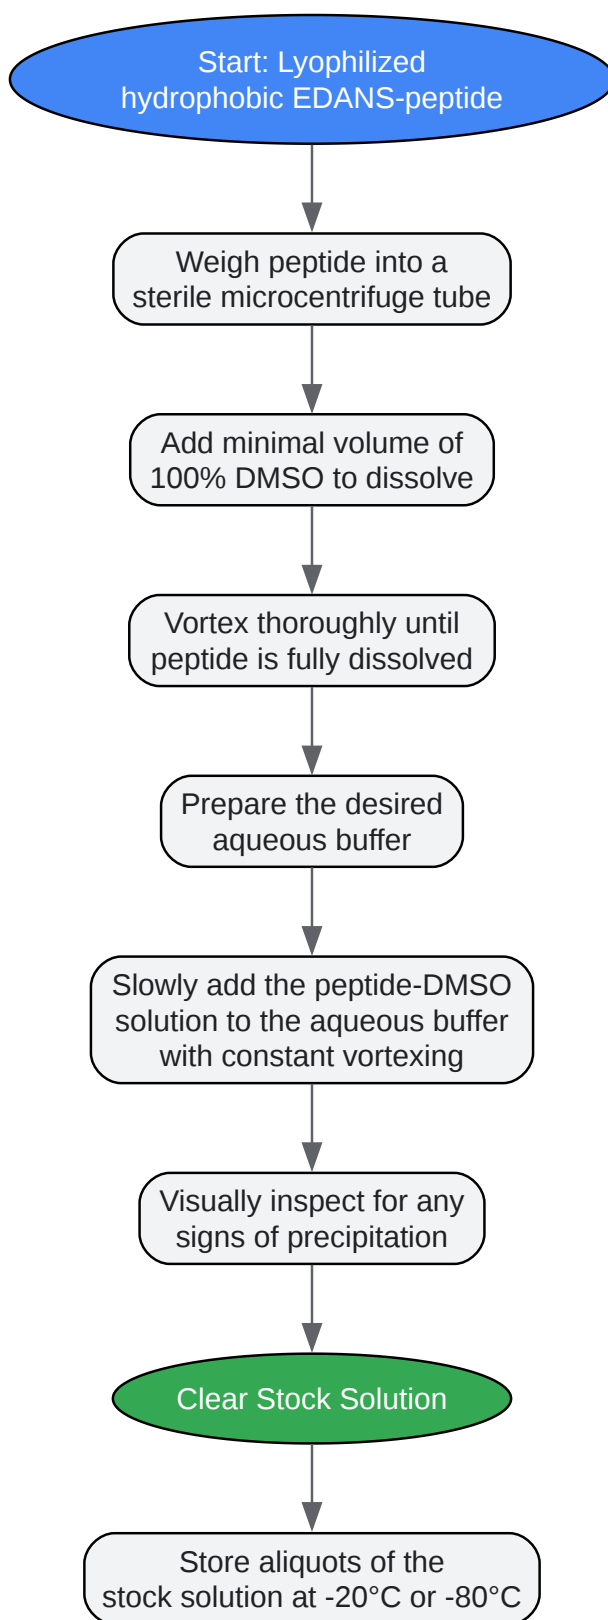 Start: Lyophilized
hydrophobic EDANS-peptide
Weigh peptide into a
sterile microcentrifuge tube
Add minimal volume of
100% DMSO to dissolve
Vortex thoroughly until
peptide is fully dissolved
Prepare the desired
aqueous buffer
Slowly add the peptide-DMSO
solution to the aqueous buffer
with constant vortexing
Visually inspect for any
signs of precipitation
Clear Stock Solution
Store aliquots of the
stock solution at -20°C or -80°C